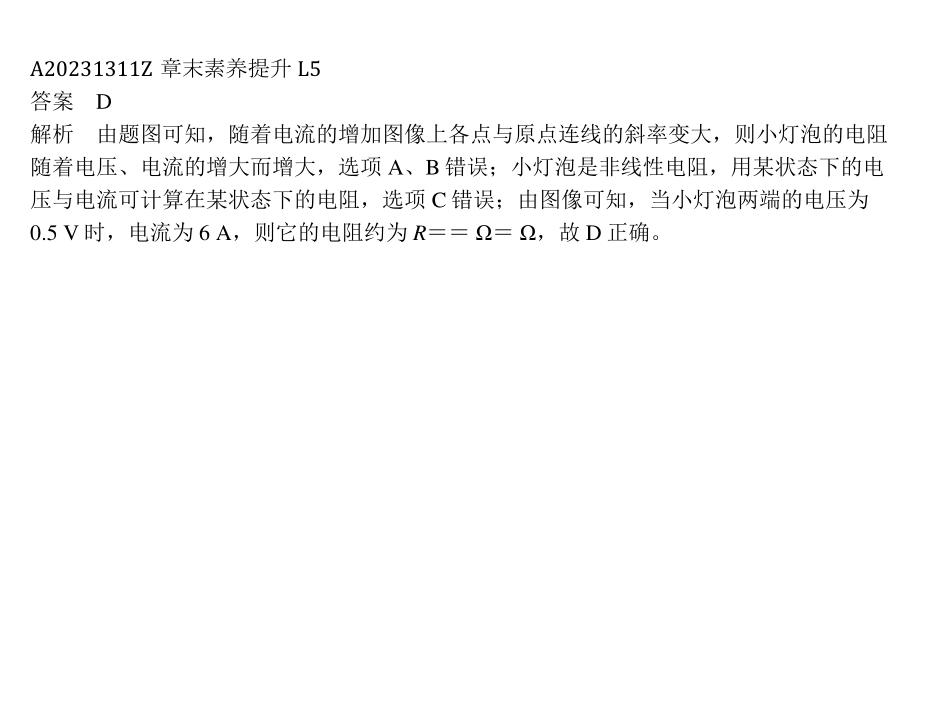 A20231311Z 章末素养提升 L5
答案 D
解析 由题图可知，随着电流的增加图像上各点与原点连线的斜率变大，则小灯泡的电阻
随着电压、电流的增大而增大，选项 A、B 错误；小灯泡是非线性电阻，用某状态下的电
压与电流可计算在某状态下的电阻，选项 C 错误；由图像可知，当小灯泡两端的电压为
0.5 V 时，电流为 6 A，则它的电阻约为 R＝＝ Ω＝ Ω，故 D 正确。